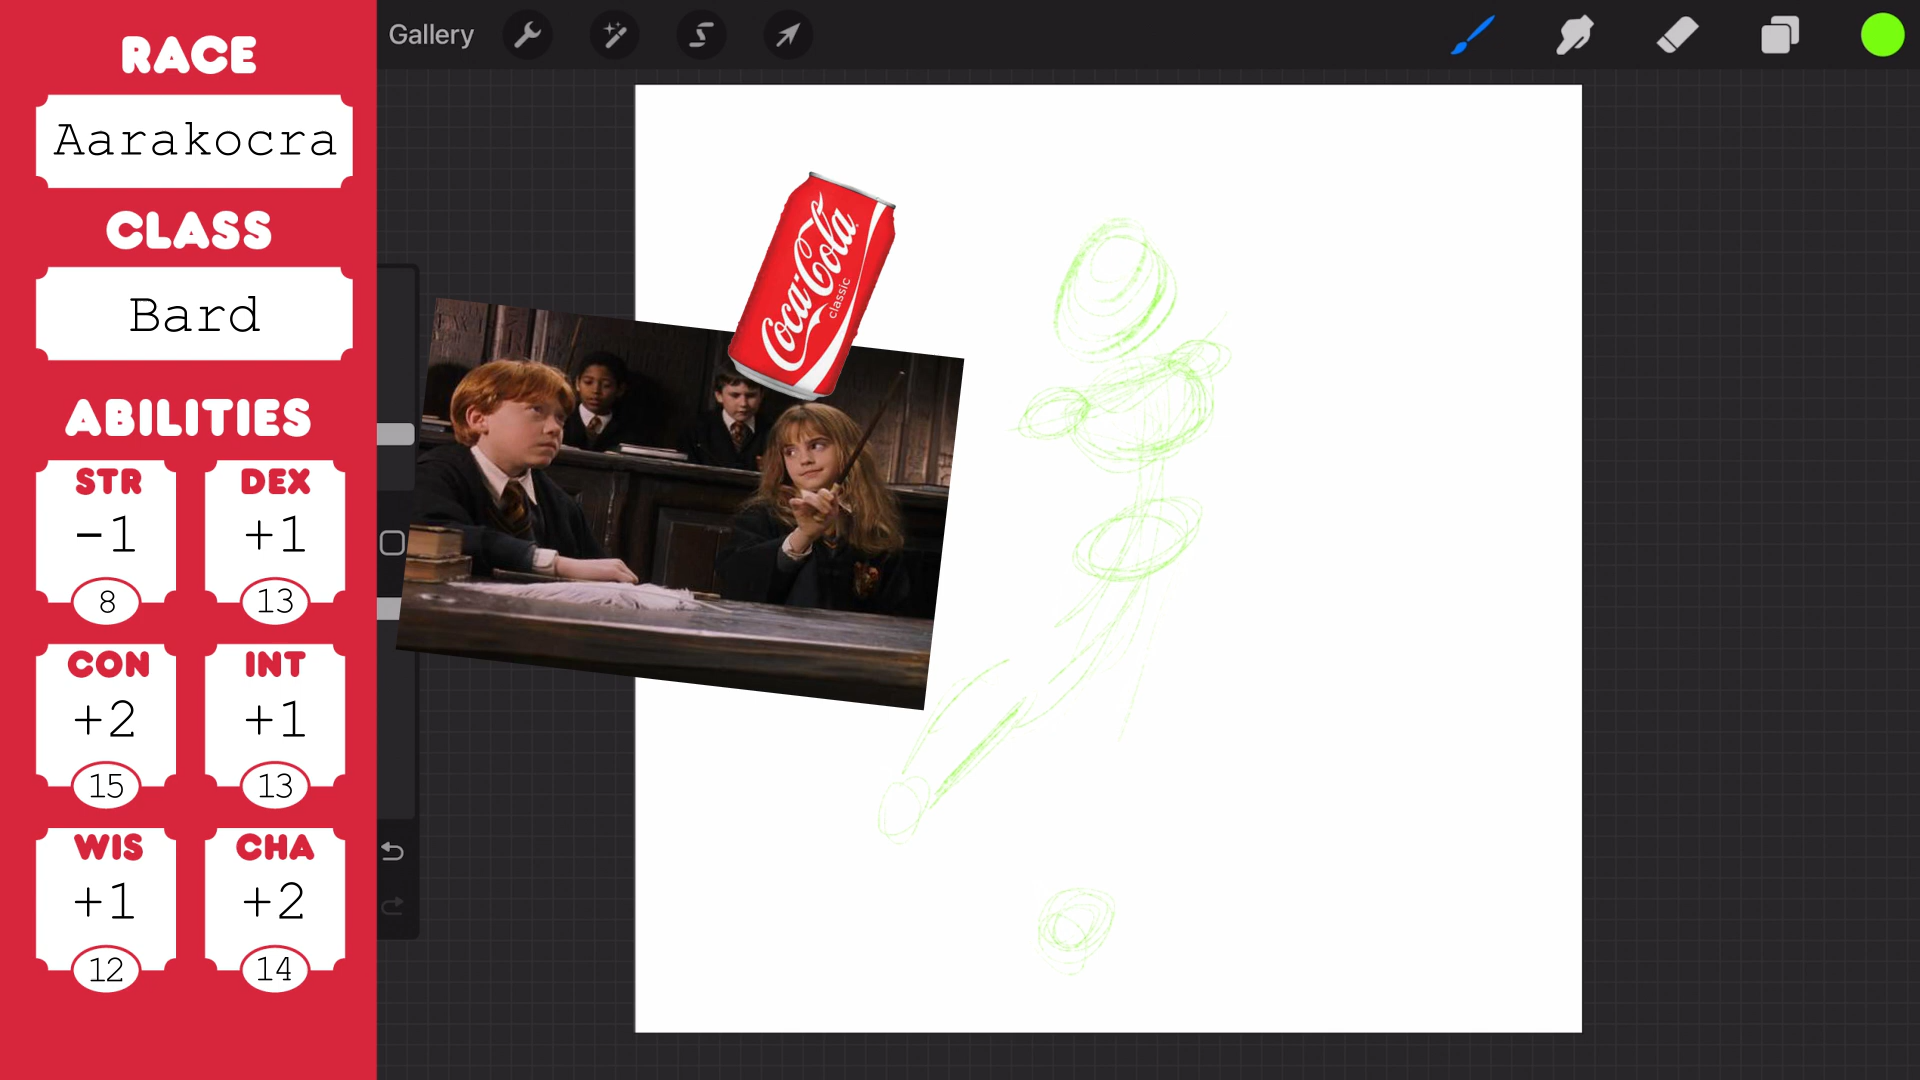 RACE
Aarakocra
CLASS
Bard
ABILITIES
STR
-1
8
DEX
+1
13
CON
+2
15
INT
+1
13
WIS
+1
12
CHA
+2
14
Gallery
Coca-Cola
classic